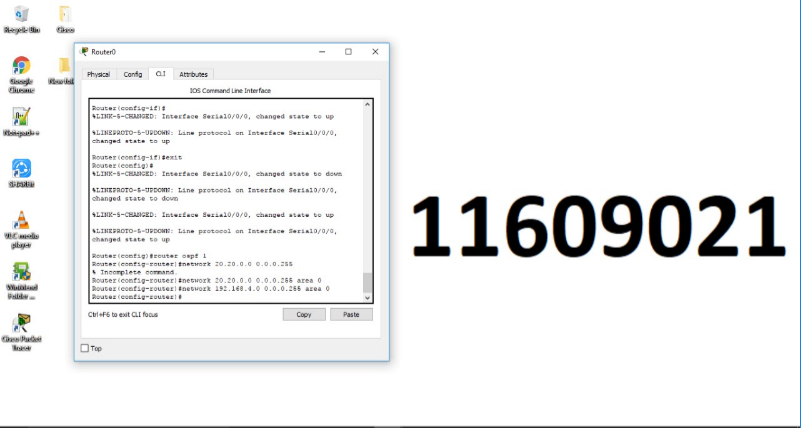 Recycle Bin
Cisco
Google
Chrome
Notepad++
SHAREit
VLC media
player
Folder ...
Cisco Packet
Tracer
Router0
Physical Config CLI Attributes
IOS Command Line Interface
Router(config-if)#
%LINK-5-CHANGED: Interface Serial0/0/0, changed state to up
%LINEPROTO-5-UPDOWN: Line protocol on Interface Serial0/0/0,
changed state to up
Router(config-if)#exit
Router(config)#
%LINK-5-CHANGED: Interface Serial0/0/0, changed state to down
%LINEPROTO-5-UPDOWN: Line protocol on Interface Serial0/0/0,
changed state to down
%LINK-5-CHANGED: Interface Serial0/0/0, changed state to up
%LINEPROTO-5-UPDOWN: Line protocol on Interface Serial0/0/0,
changed state to up
Router(config)#router ospf 1
Router(config-router)#network 20.20.0.0 0.0.0.255
% Incomplete command.
Router(config-router)#network 20.20.0.0 0.0.0.255 area 0
Router(config-router)#network 192.168.4.0 0.0.0.255 area 0
Router(config-router)#
Ctrl+F6 to exit CLI focus
Copy Paste
Top
11609021